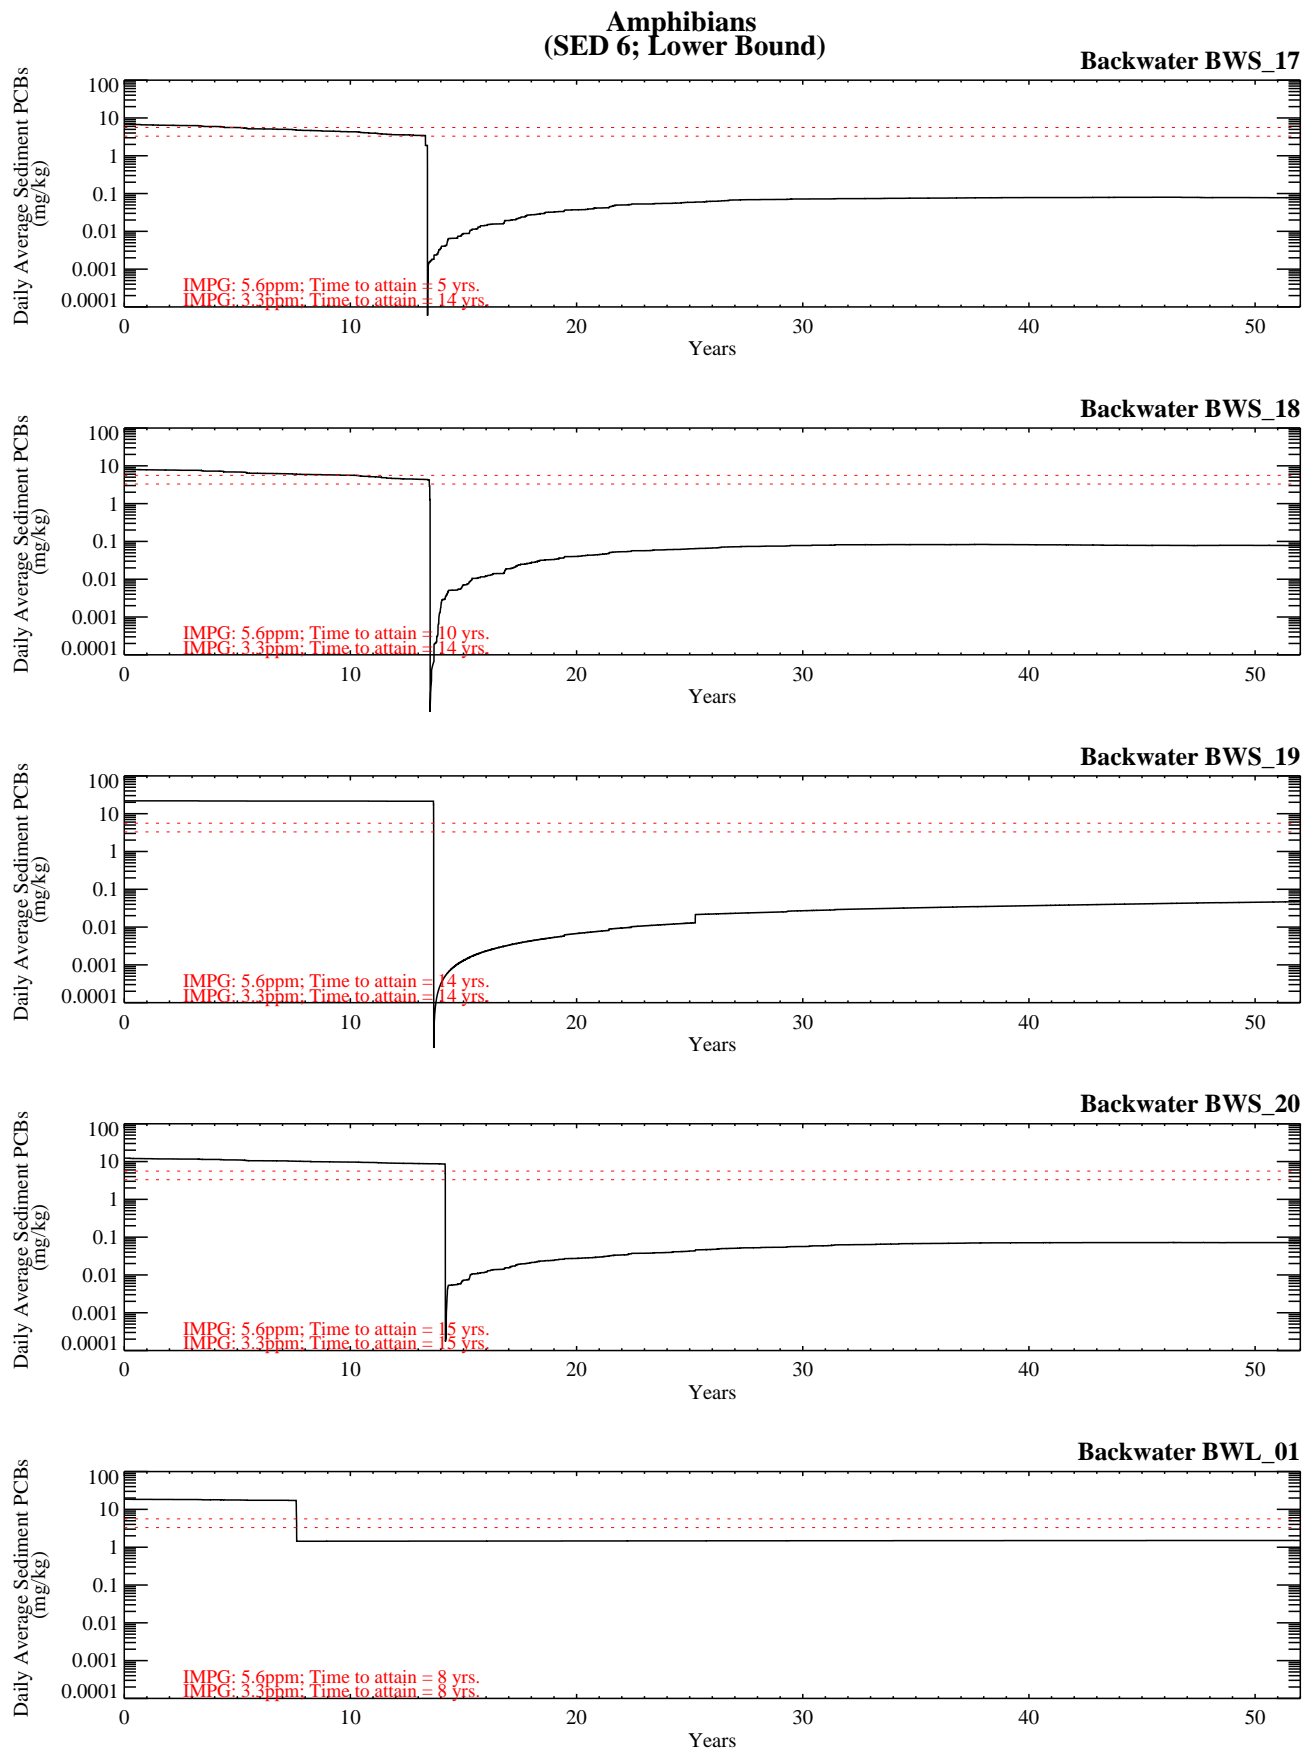 Amphibians
(SED 6; Lower Bound)
Backwater BWS_17
Daily Average Sediment PCBs
(mg/kg)
100
10
1
0.1
0.01
0.001
0.0001
IMPG: 5.6ppm; Time to attain = 5 yrs.
IMPG: 3.3ppm; Time to attain = 14 yrs.
0 10 20 30 40 50
Years
Backwater BWS_18
Daily Average Sediment PCBs
(mg/kg)
100
10
1
0.1
0.01
0.001
0.0001
IMPG: 5.6ppm; Time to attain = 10 yrs.
IMPG: 3.3ppm; Time to attain = 14 yrs.
0 10 20 30 40 50
Years
Backwater BWS_19
Daily Average Sediment PCBs
(mg/kg)
100
10
1
0.1
0.01
0.001
0.0001
IMPG: 5.6ppm; Time to attain = 14 yrs.
IMPG: 3.3ppm; Time to attain = 14 yrs.
0 10 20 30 40 50
Years
Backwater BWS_20
Daily Average Sediment PCBs
(mg/kg)
100
10
1
0.1
0.01
0.001
0.0001
IMPG: 5.6ppm; Time to attain = 15 yrs.
IMPG: 3.3ppm; Time to attain = 15 yrs.
0 10 20 30 40 50
Years
Backwater BWL_01
Daily Average Sediment PCBs
(mg/kg)
100
10
1
0.1
0.01
0.001
0.0001
IMPG: 5.6ppm; Time to attain = 8 yrs.
IMPG: 3.3ppm; Time to attain = 8 yrs.
0 10 20 30 40 50
Years